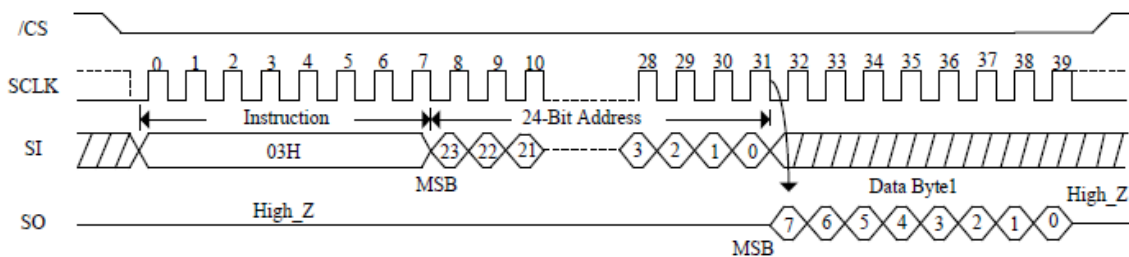 /CS
0 1 2 3 4 5 6 7 8 9 10 28 29 30 31 32 33 34 35 36 37 38 39
SCLK
Instruction 24-Bit Address
SI 03H 23 22 21 3 2 1 0
MSB Data Byte1
High_Z High_Z
SO 7 6 5 4 3 2 1 0
MSB